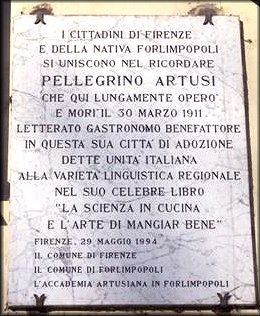 I CITTADINI DI FIRENZE
E DELLA NATIVA FORLIMPOPOLI
SI UNISCONO NEL RICORDARE
PELLEGRINO ARTUSI
CHE QUI LUNGAMENTE OPERO'
E MORI' IL 30 MARZO 1911
LETTERATO GASTRONOMO BENEFATTORE
IN QUESTA SUA CITTA' DI ADOZIONE
DETTE UNITA' ITALIANA
ALLA VARIETA' LINGUISTICA REGIONALE
NEL SUO CELEBRE LIBRO
"LA SCIENZA IN CUCINA
E L'ARTE DI MANGIAR BENE"
FIRENZE, 29 MAGGIO 1994
IL COMUNE DI FIRENZE
IL COMUNE DI FORLIMPOPOLI
L'ACCADEMIA ARTUSIANA IN FORLIMPOPOLI